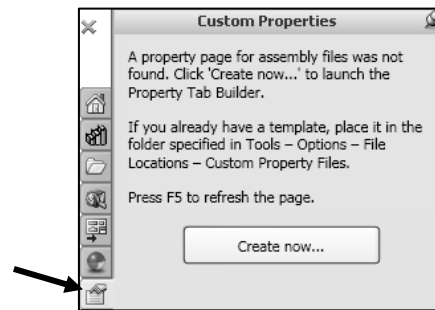 Custom Properties
A property page for assembly files was not
found. Click 'Create now...' to launch the
Property Tab Builder.
If you already have a template, place it in the
folder specified in Tools – Options – File
Locations – Custom Property Files.
Press F5 to refresh the page.
Create now...